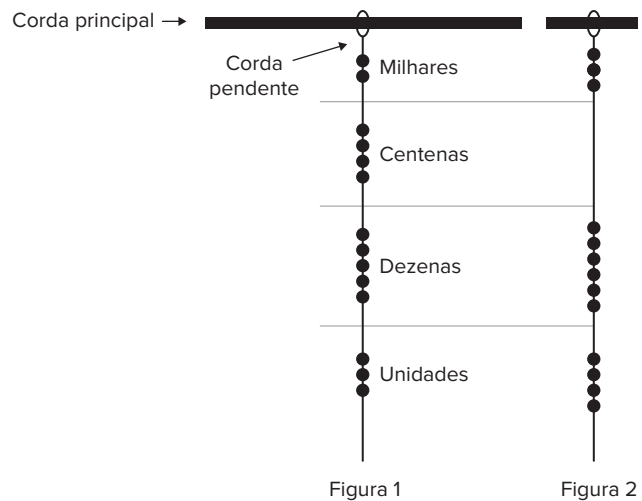 Corda principal
Corda
pendente
Milhares
Centenas
Dezenas
Unidades
Figura 1
Figura 2